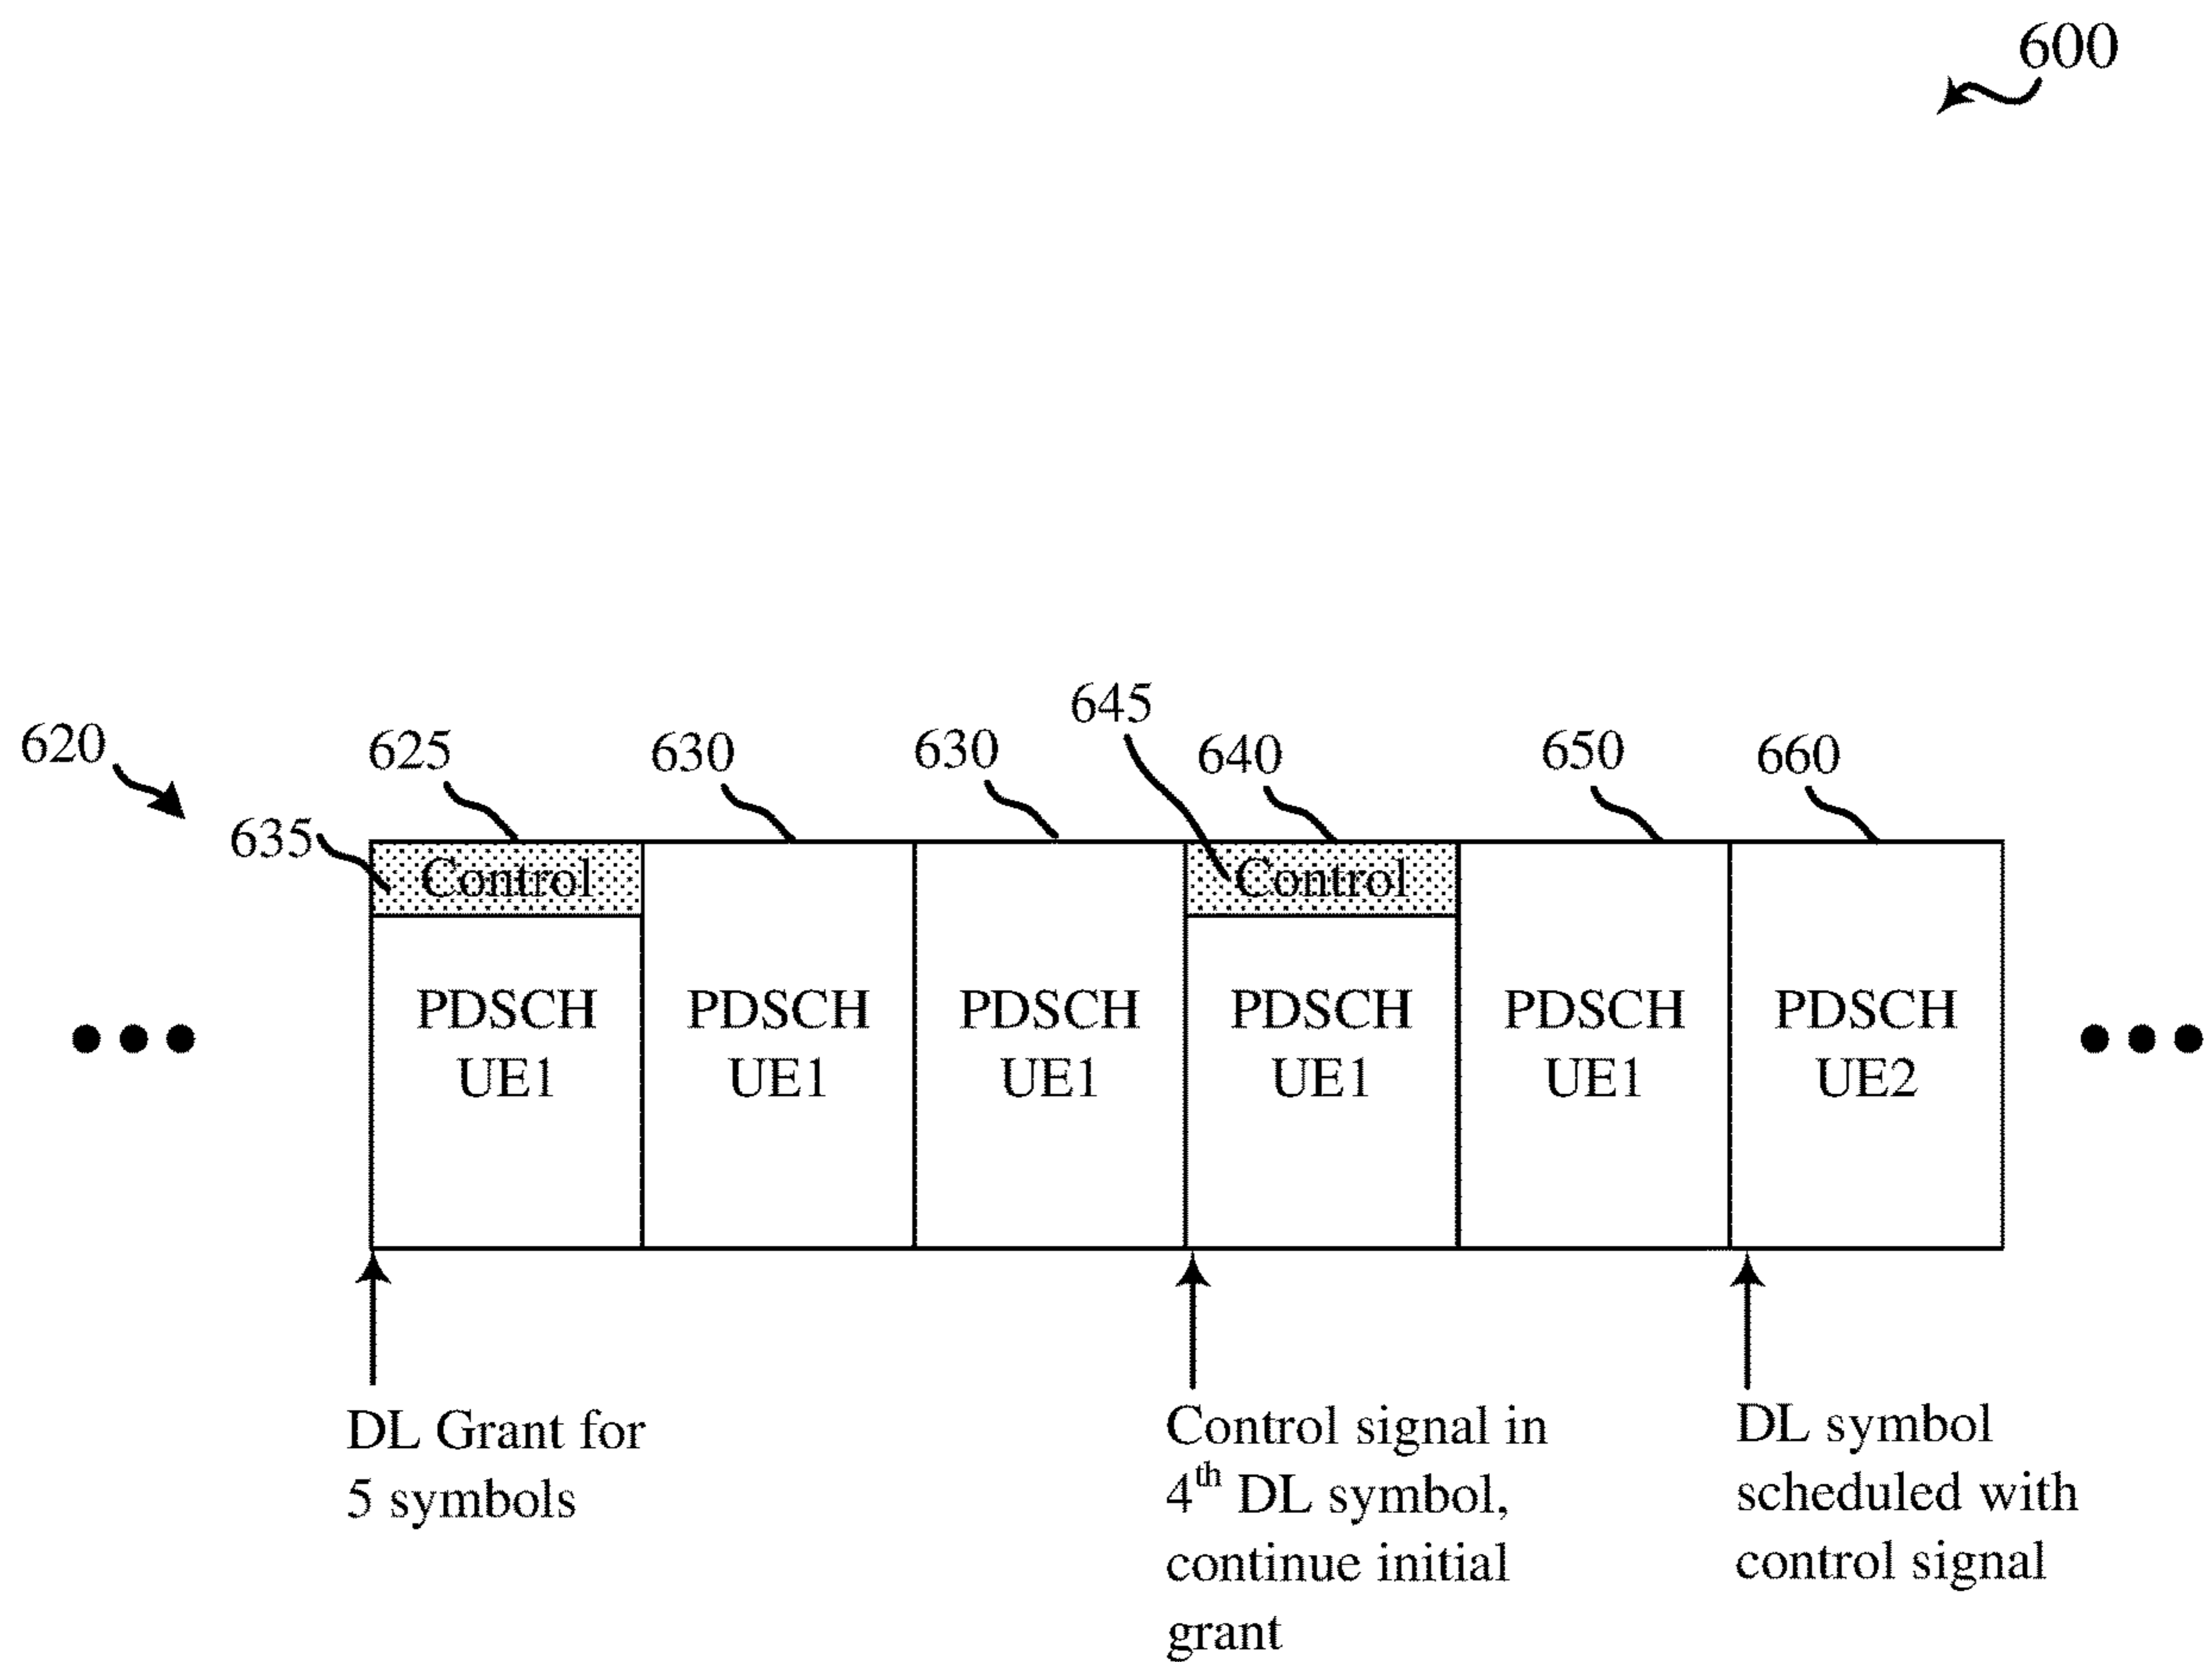 600
645
620
625
630
630
640
650
660
635
Control
Control
PDSCH
UE1
PDSCH
UE1
PDSCH
UE1
PDSCH
UE1
PDSCH
UE1
PDSCH
UE2
DL Grant for
5 symbols
Control signal in
4th DL symbol,
continue initial
grant
DL symbol
scheduled with
control signal